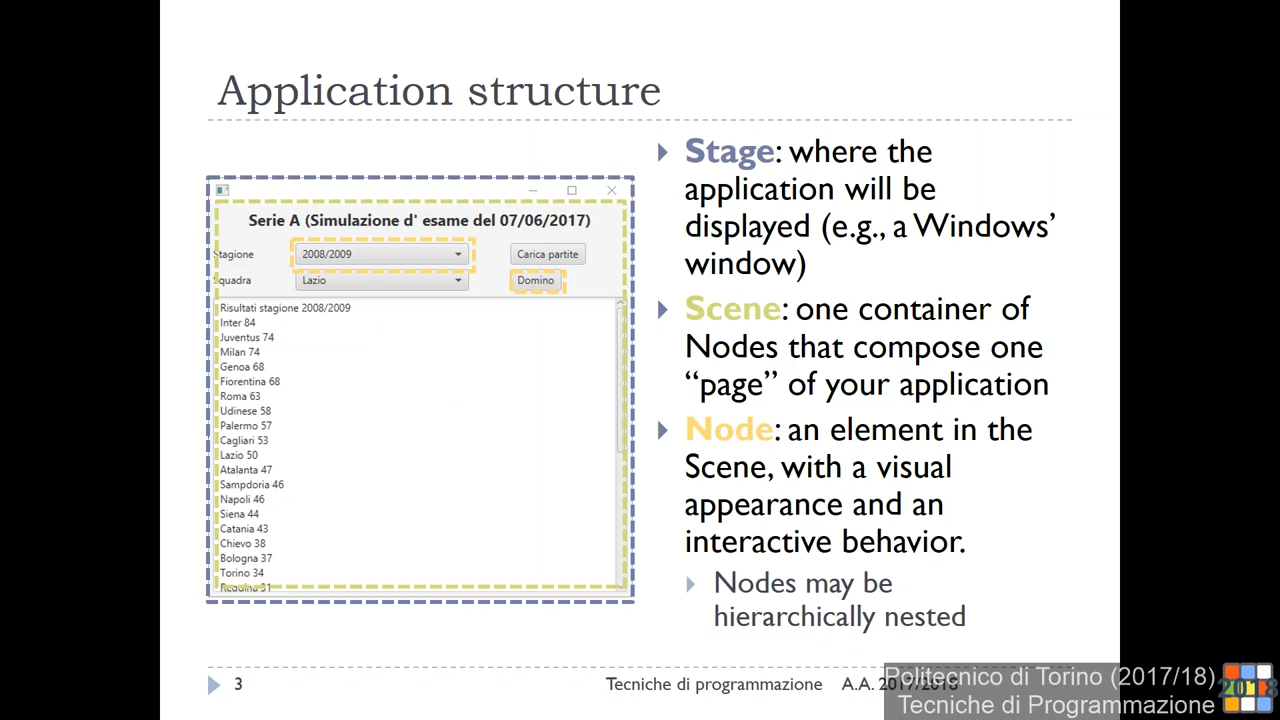 Application structure
Serie A (Simulazione d' esame del 07/06/2017)
Stagione
2008/2009
Carica partite
Squadra
Lazio
Domino
Risultati stagione 2008/2009
Inter 84
Juventus 74
Milan 74
Genoa 68
Fiorentina 68
Roma 63
Udinese 58
Palermo 57
Cagliari 53
Lazio 50
Atalanta 47
Sampdoria 46
Napoli 46
Siena 44
Catania 43
Chievo 38
Bologna 37
Torino 34
Reggina 31
Stage: where the
application will be
displayed (e.g., a Windows’
window)
Scene: one container of
Nodes that compose one
“page” of your application
Node: an element in the
Scene, with a visual
appearance and an
interactive behavior.
Nodes may be
hierarchically nested
3
Tecniche di programmazione A.A. 2017/2018
Politecnico di Torino (2017/18)
Tecniche di Programmazione
2018